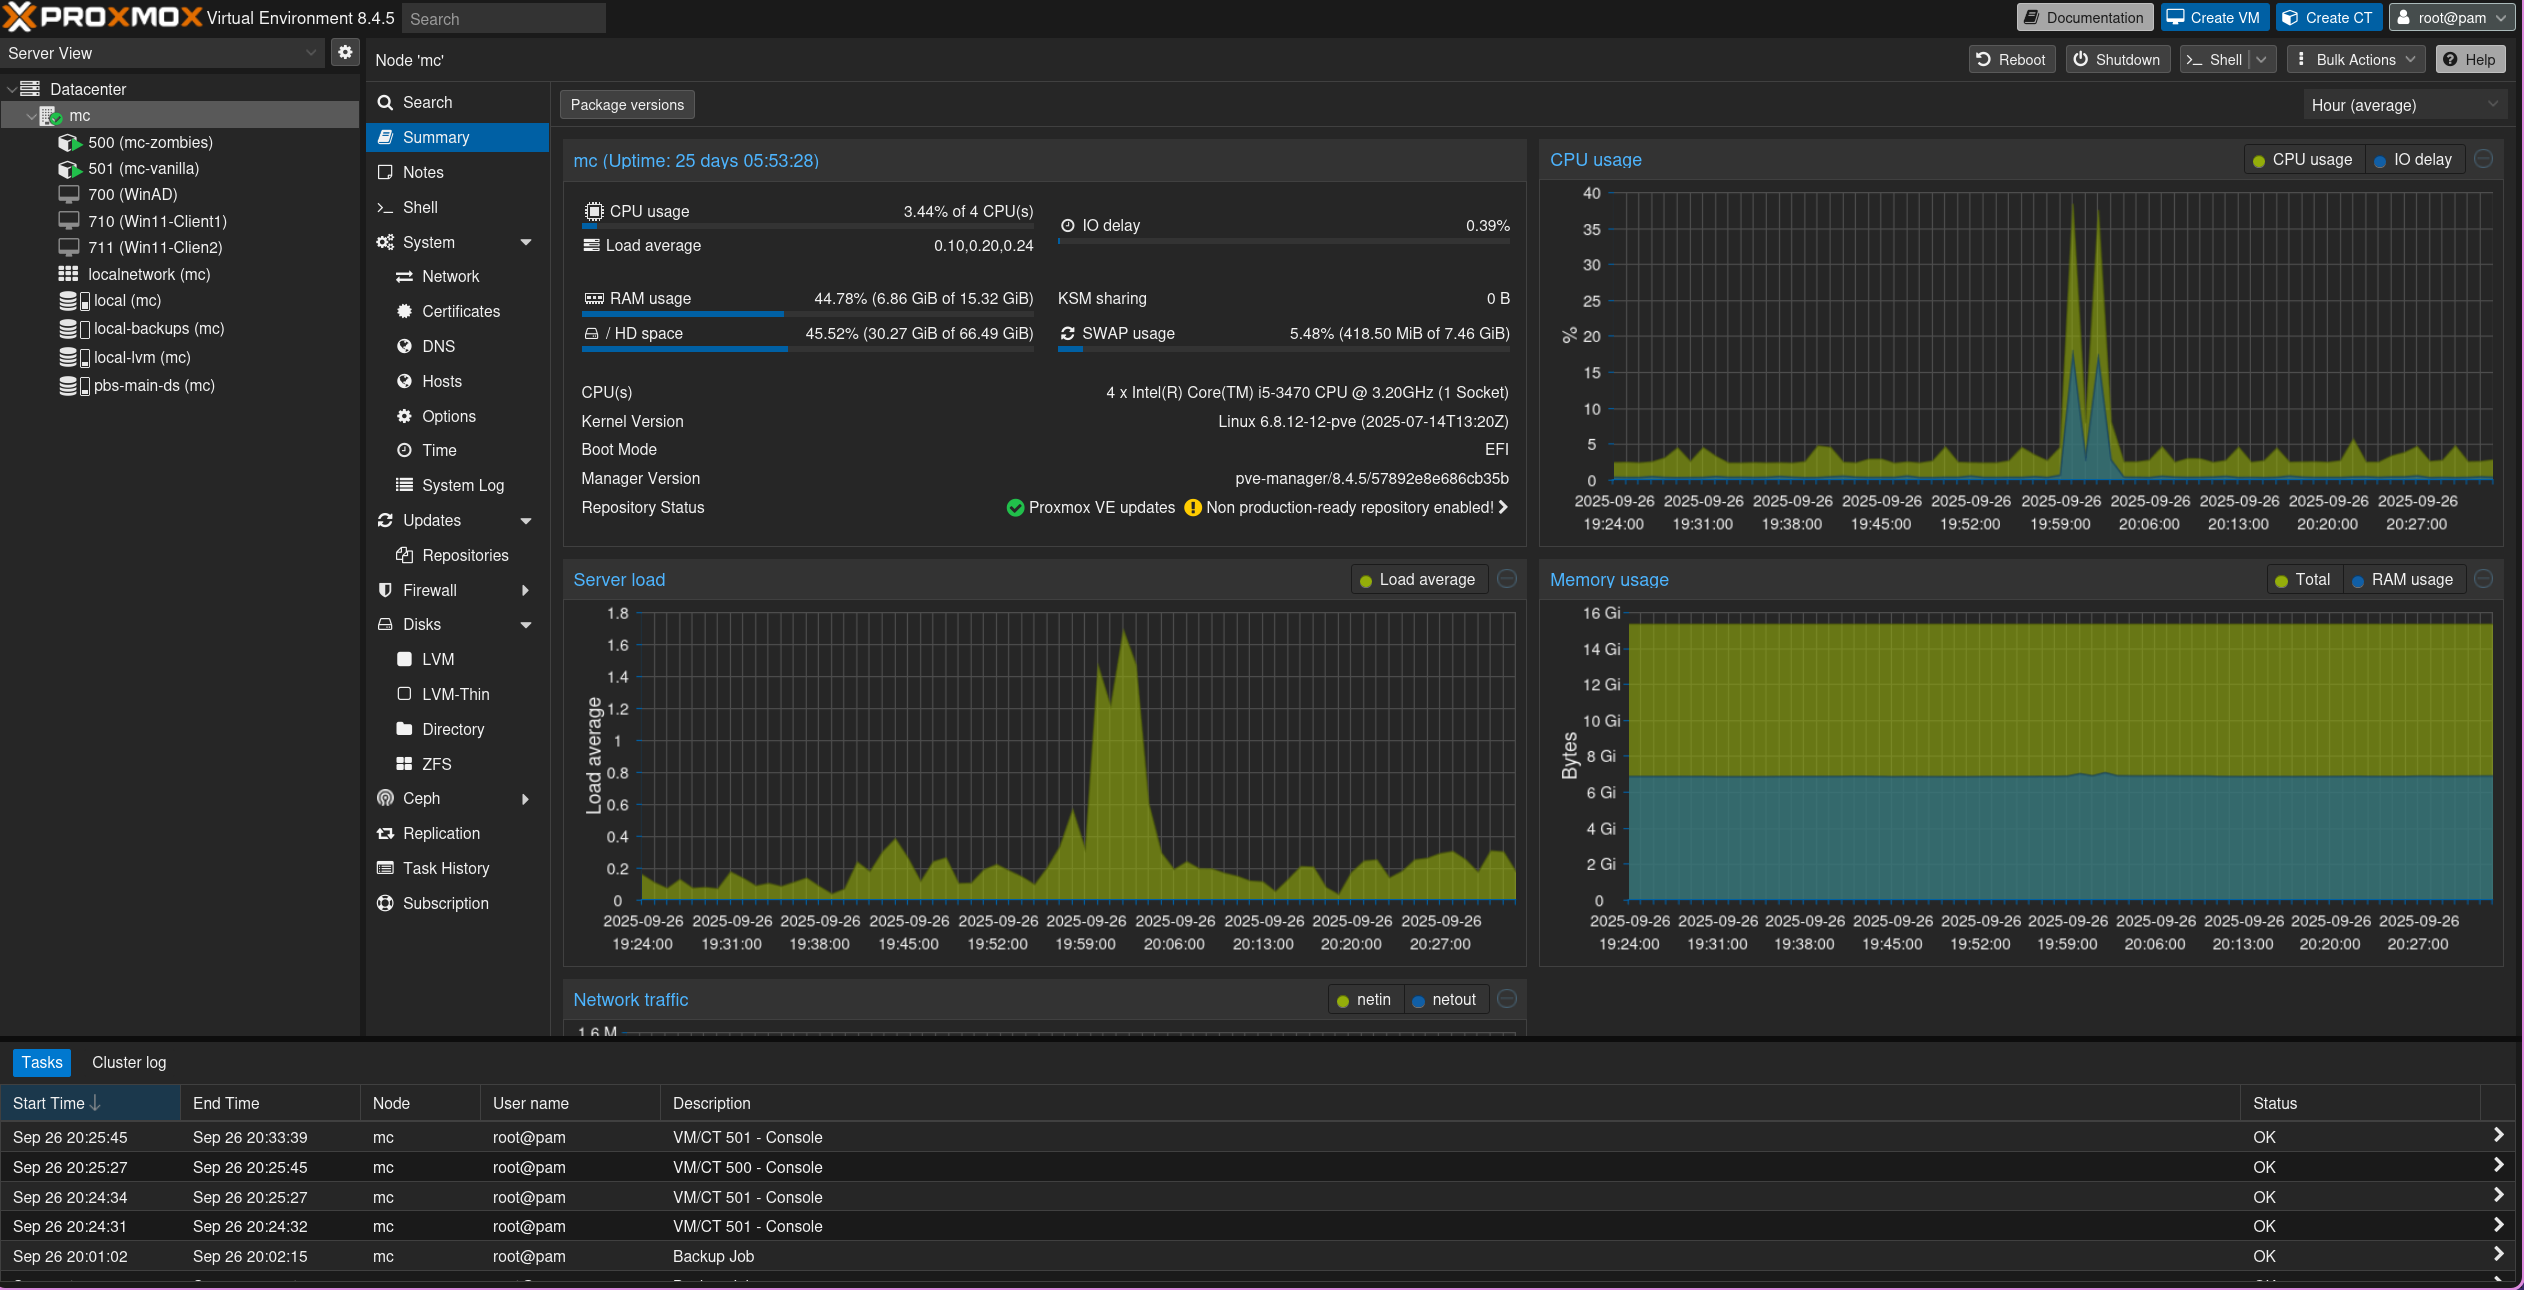 PROXMOX Virtual Environment 8.4.5 Search Documentation Create VM Create CT root@pam
Server View
Node 'mc' Reboot Shutdown Shell Bulk Actions Help
Datacenter
mc
500 (mc-zombies)
501 (mc-vanilla)
700 (WinAD)
710 (Win11-Client1)
711 (Win11-Clien2)
localnetwork (mc)
local (mc)
local-backups (mc)
local-lvm (mc)
pbs-main-ds (mc)
Search
Summary
Notes
Shell
System
Network
Certificates
DNS
Hosts
Options
Time
System Log
Updates
Repositories
Firewall
Disks
LVM
LVM-Thin
Directory
ZFS
Ceph
Replication
Task History
Subscription
Package versions Hour (average)
mc (Uptime: 25 days 05:53:28)
CPU usage 3.44% of 4 CPU(s)
IO delay 0.39%
Load average 0.10,0.20,0.24
RAM usage 44.78% (6.86 GiB of 15.32 GiB)
KSM sharing 0 B
/ HD space 45.52% (30.27 GiB of 66.49 GiB)
SWAP usage 5.48% (418.50 MiB of 7.46 GiB)
CPU(s) 4 x Intel(R) Core(TM) i5-3470 CPU @ 3.20GHz (1 Socket)
Kernel Version Linux 6.8.12-12-pve (2025-07-14T13:20Z)
Boot Mode EFI
Manager Version pve-manager/8.4.5/57892e8e686cb35b
Repository Status Proxmox VE updates Non production-ready repository enabled!
CPU usage CPU usage IO delay
40
35
30
25
% 20
15
10
5
0
2025-09-26 2025-09-26 2025-09-26 2025-09-26 2025-09-26 2025-09-26 2025-09-26 2025-09-26 2025-09-26 2025-09-26
19:24:00 19:31:00 19:38:00 19:45:00 19:52:00 19:59:00 20:06:00 20:13:00 20:20:00 20:27:00
Server load Load average
1.8
1.6
1.4
1.2
1
0.8
0.6
0.4
0.2
0
Load average
2025-09-26 2025-09-26 2025-09-26 2025-09-26 2025-09-26 2025-09-26 2025-09-26 2025-09-26 2025-09-26 2025-09-26
19:24:00 19:31:00 19:38:00 19:45:00 19:52:00 19:59:00 20:06:00 20:13:00 20:20:00 20:27:00
Memory usage Total RAM usage
16 Gi
14 Gi
12 Gi
10 Gi
8 Gi
6 Gi
4 Gi
2 Gi
0
Bytes
2025-09-26 2025-09-26 2025-09-26 2025-09-26 2025-09-26 2025-09-26 2025-09-26 2025-09-26 2025-09-26 2025-09-26
19:24:00 19:31:00 19:38:00 19:45:00 19:52:00 19:59:00 20:06:00 20:13:00 20:20:00 20:27:00
Network traffic netin netout
1.6 M
Tasks Cluster log
Start Time End Time Node User name Description Status
Sep 26 20:25:45 Sep 26 20:33:39 mc root@pam VM/CT 501 - Console OK
Sep 26 20:25:27 Sep 26 20:25:45 mc root@pam VM/CT 500 - Console OK
Sep 26 20:24:34 Sep 26 20:25:27 mc root@pam VM/CT 501 - Console OK
Sep 26 20:24:31 Sep 26 20:24:32 mc root@pam VM/CT 501 - Console OK
Sep 26 20:01:02 Sep 26 20:02:15 mc root@pam Backup Job OK